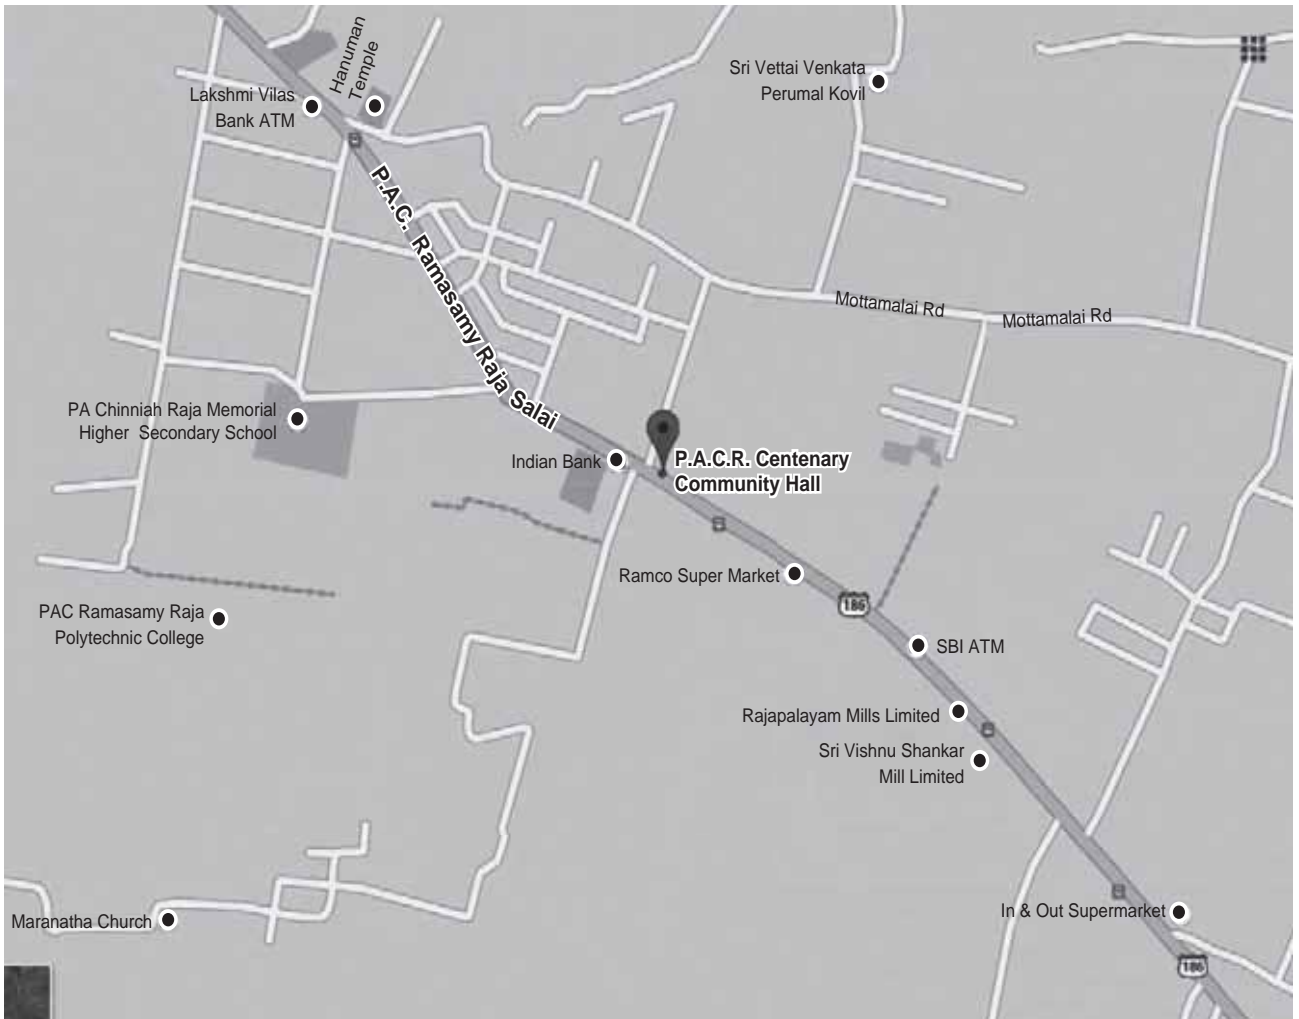 Hanuman
Temple
Sri Vettai Venkata
Perumal Kovil
Lakshmi Vilas
Bank ATM
P.A.C. Ramasamy Raja Salai
Mottamalai Rd
Mottamalai Rd
PA Chinniah Raja Memorial
Higher Secondary School
Indian Bank
P.A.C.R. Centenary
Community Hall
Ramco Super Market
186
PAC Ramasamy Raja
Polytechnic College
SBI ATM
Rajapalayam Mills Limited
Sri Vishnu Shankar
Mill Limited
Maranatha Church
In & Out Supermarket
186